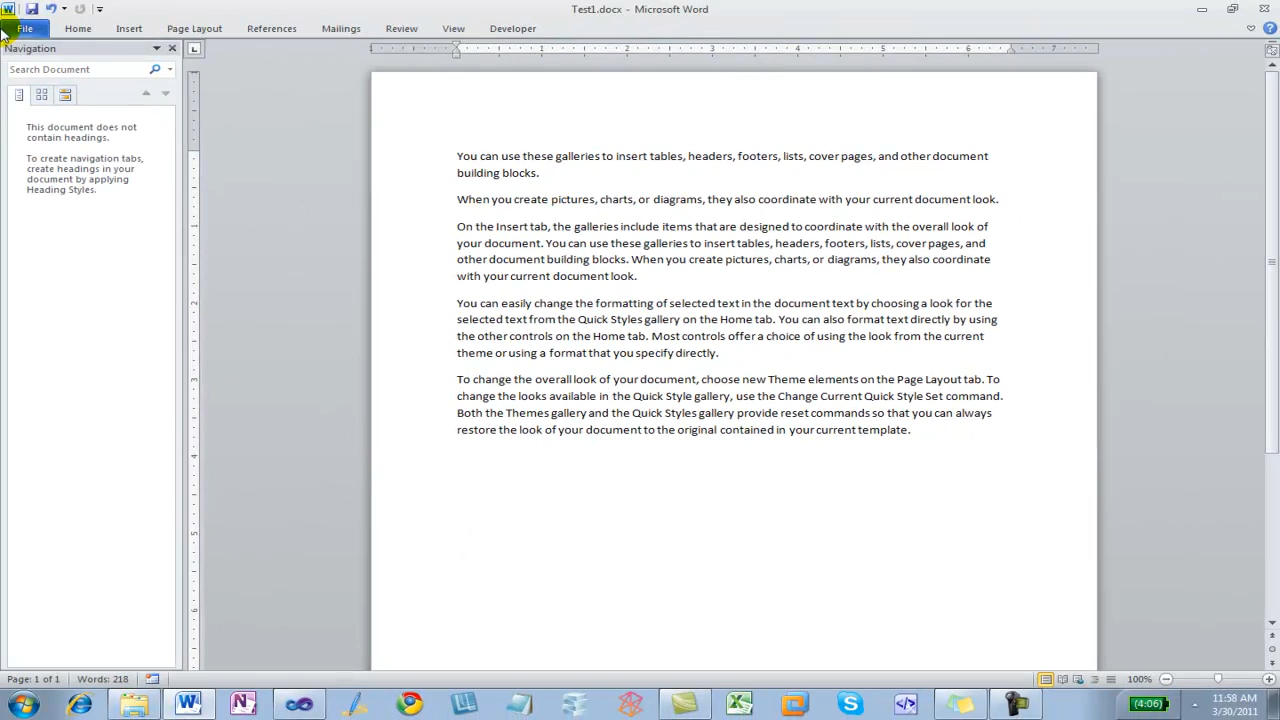 Test1.docx - Microsoft Word
File Home Insert Page Layout References Mailings Review View Developer
Navigation
Search Document
This document does not
contain headings.
To create navigation tabs,
create headings in your
document by applying
Heading Styles.
1 1 2 3 4 5 6 7
1
2
3
4
5
6
You can use these galleries to insert tables, headers, footers, lists, cover pages, and other document
building blocks.
When you create pictures, charts, or diagrams, they also coordinate with your current document look.
On the Insert tab, the galleries include items that are designed to coordinate with the overall look of
your document. You can use these galleries to insert tables, headers, footers, lists, cover pages, and
other document building blocks. When you create pictures, charts, or diagrams, they also coordinate
with your current document look.
You can easily change the formatting of selected text in the document text by choosing a look for the
selected text from the Quick Styles gallery on the Home tab. You can also format text directly by using
the other controls on the Home tab. Most controls offer a choice of using the look from the current
theme or using a format that you specify directly.
To change the overall look of your document, choose new Theme elements on the Page Layout tab. To
change the looks available in the Quick Style gallery, use the Change Current Quick Style Set command.
Both the Themes gallery and the Quick Styles gallery provide reset commands so that you can always
restore the look of your document to the original contained in your current template.
Page: 1 of 1 Words: 218 100%
(4:06) 11:58 AM
3/30/2011